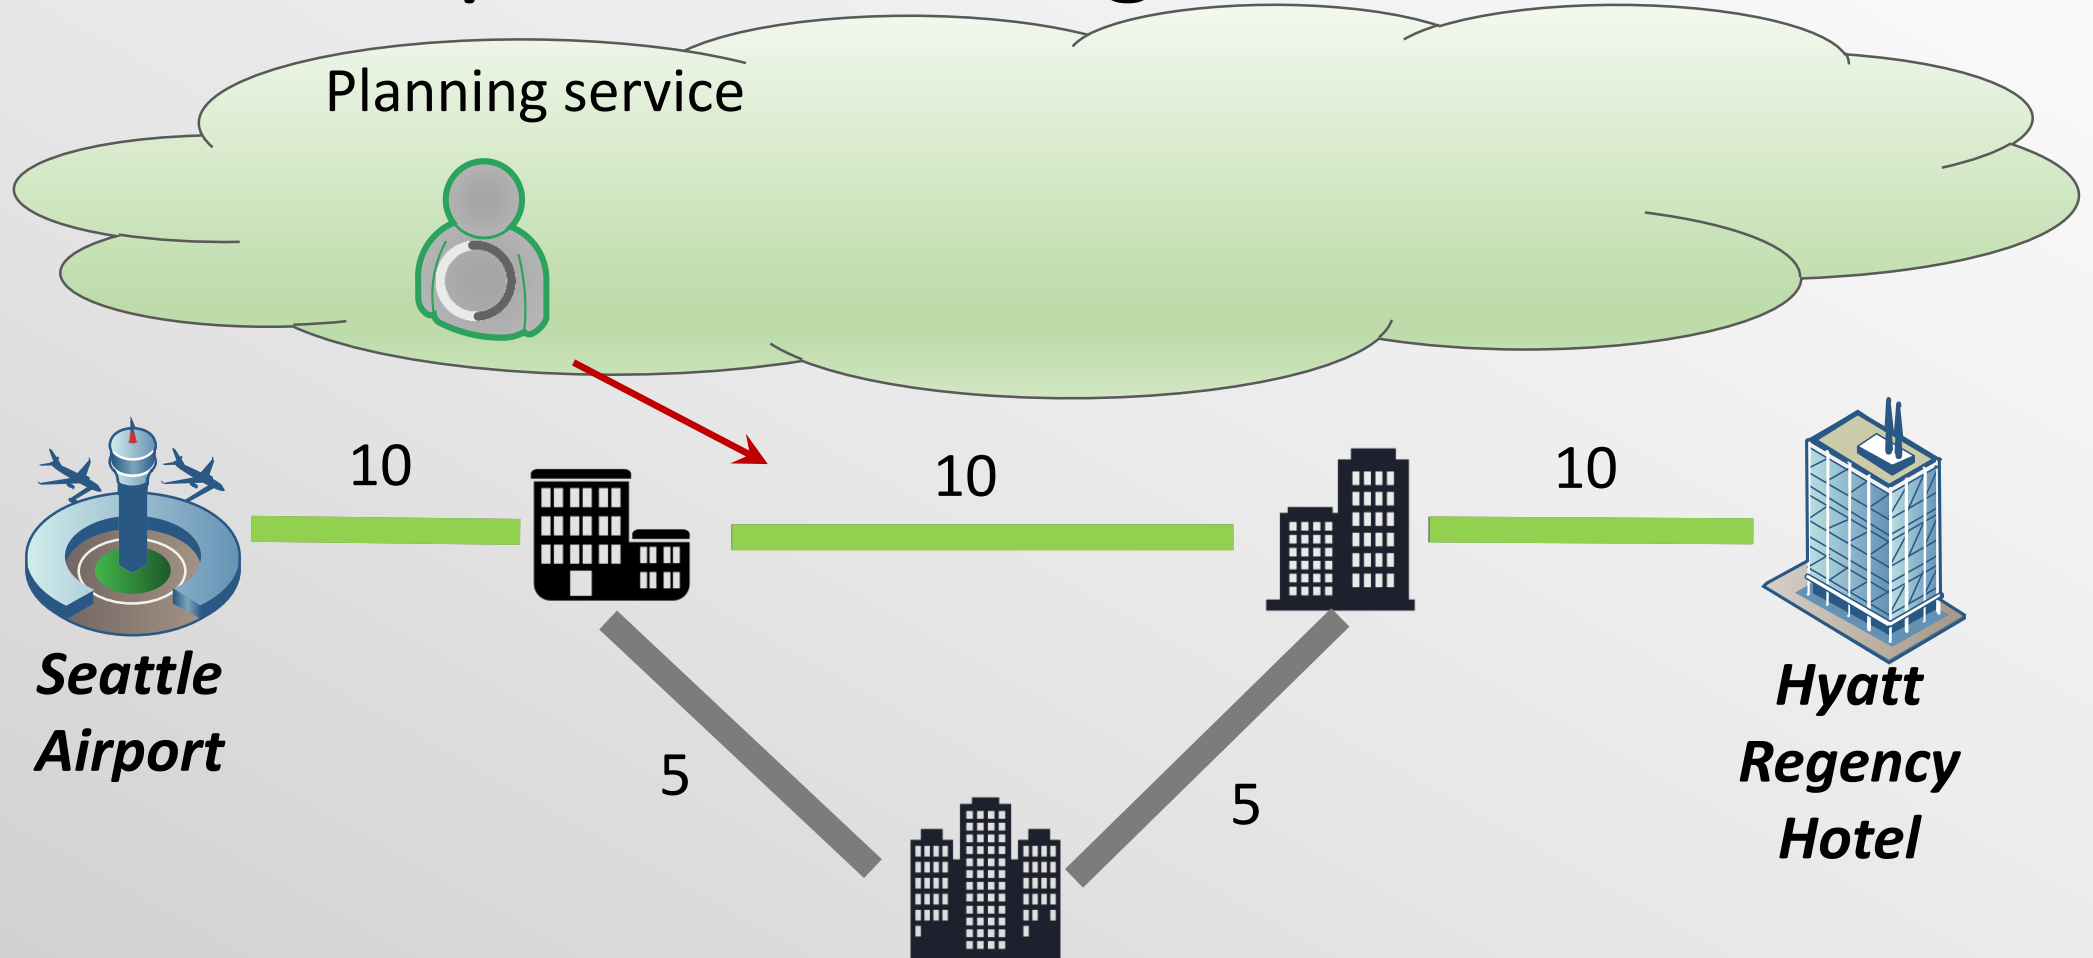 Planning service
10
10
10
Seattle
Airport
Hyatt
Regency
Hotel
5
5